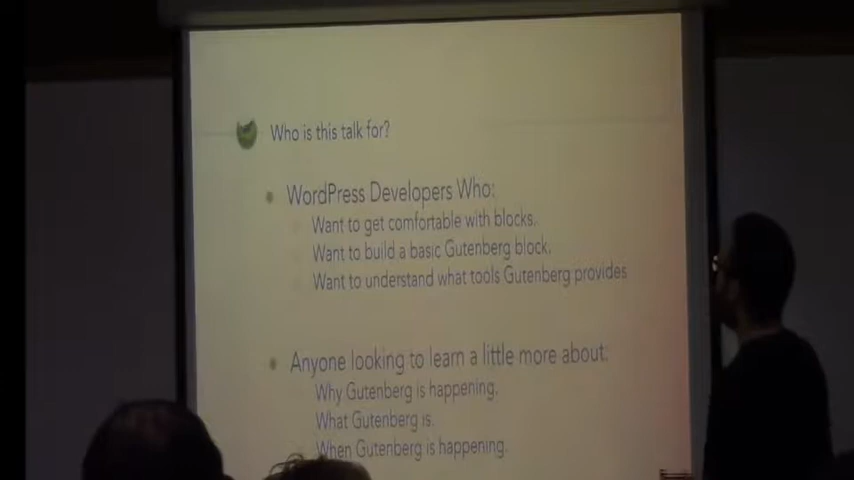 Who is this talk for?
WordPress Developers Who:
Want to get comfortable with blocks.
Want to build a basic Gutenberg block.
Want to understand what tools Gutenberg provides
Anyone looking to learn a little more about:
Why Gutenberg is happening.
What Gutenberg is.
When Gutenberg is happening.